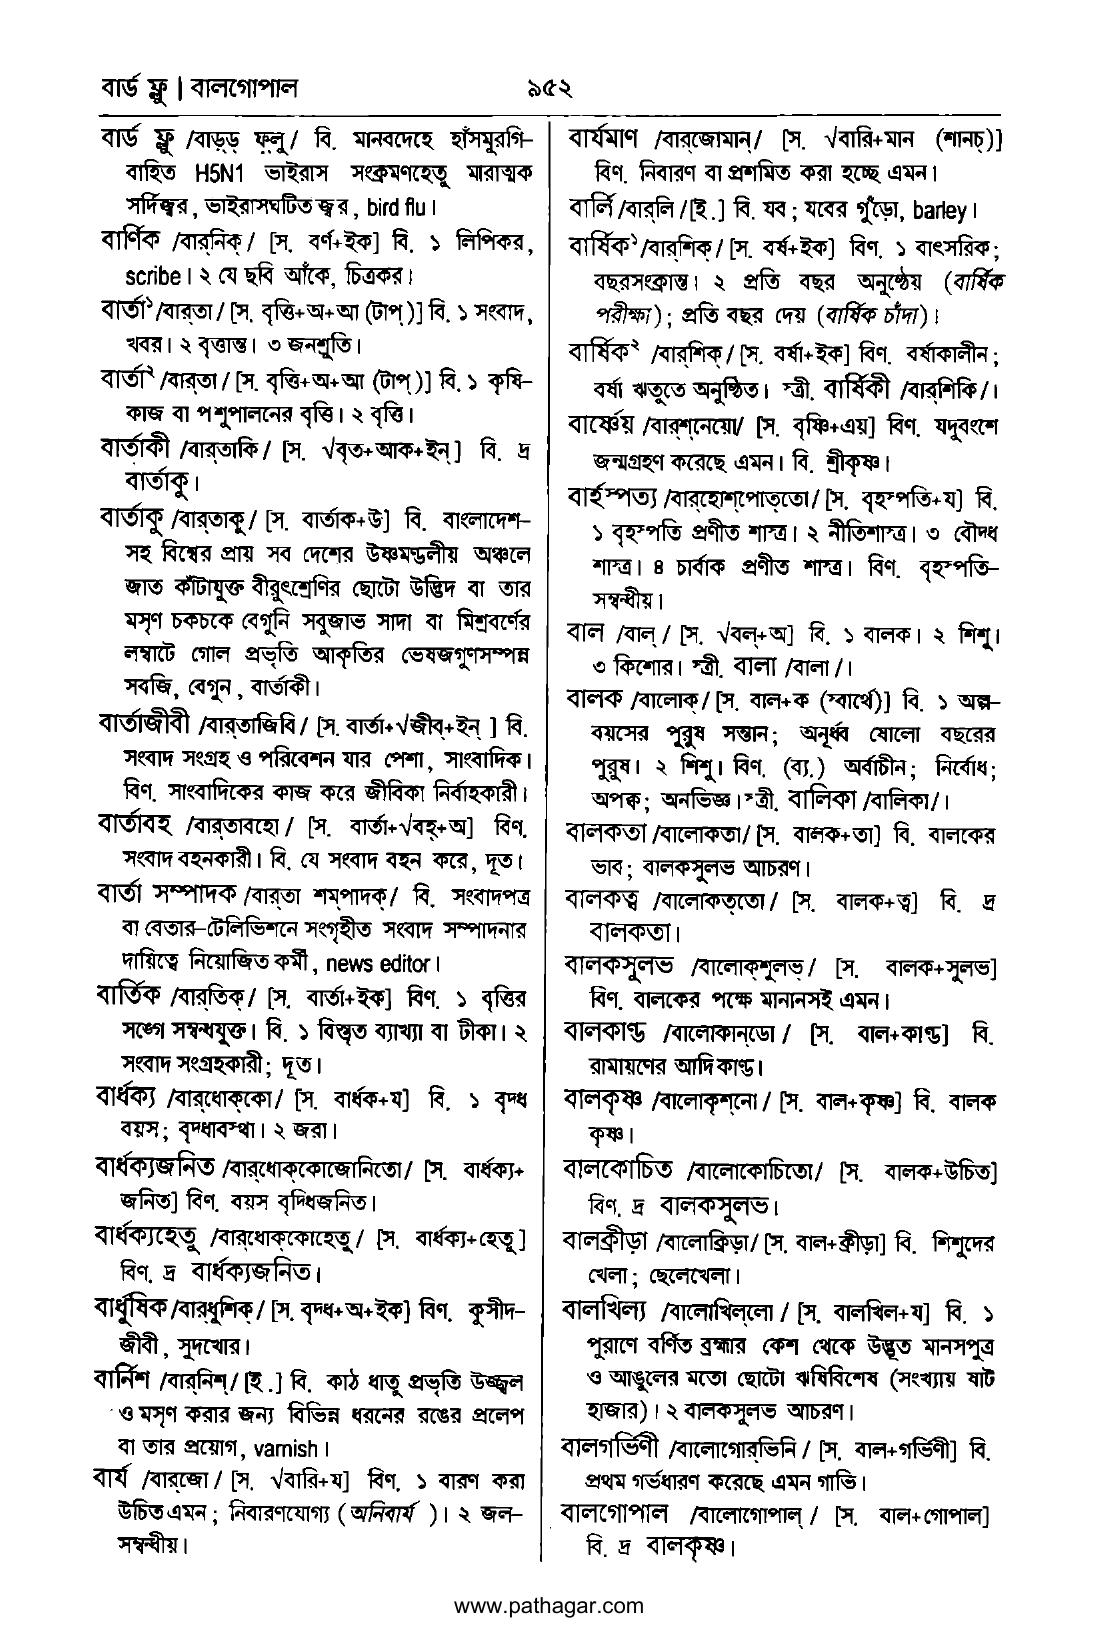 বার্ড ফ্লু | বালগোপাল
৯৫২
বার্ড ফ্লু /বাড়্ড্ ফ্‌লু/ বি. মানবদেহে হাঁসমুরগি-
বাহিত H5N1 ভাইরাস সংক্রমণহেতু মারাত্মক
সর্দিজ্বর, ভাইরাসঘটিত জ্বর, bird flu।
বার্ণিক /বার্‌নিক্/ [স. বর্ণ+ইক] বি. ১ লিপিকর,
scribe। ২ যে ছবি আঁকে, চিত্রকর।
বার্তা১ /বার্‌তা/ [স. বৃত্তি+অ+আ (টাপ্)] বি. ১ সংবাদ,
খবর। ২ বৃত্তান্ত। ৩ জনশ্রুতি।
বার্তা২ /বার্‌তা/ [স. বৃত্তি+অ+আ (টাপ্)] বি. ১ কৃষি-
কাজ বা পশুপালনের বৃত্তি। ২ বৃত্তি।
বার্তাকী /বার্‌তাকি/ [স. √বৃত+আক+ইন্] বি. দ্র
বার্তাকু।
বার্তাকু /বার্‌তাকু/ [স. বার্তাক+উ] বি. বাংলাদেশ-
সহ বিশ্বের প্রায় সব দেশের উষ্ণমন্ডলীয় অঞ্চলে
জাত কাঁটাযুক্ত বীরুৎশ্রেণির ছোটো উদ্ভিদ বা তার
মসৃণ চকচকে বেগুনি সবুজাভ সাদা বা মিশ্রবর্ণের
লম্বাটে গোল প্রভৃতি আকৃতির ভেষজগুণসম্পন্ন
সবজি, বেগুন, বার্তাকী।
বার্তাজীবী /বার্‌তাজিবি/ [স. বার্তা+√জীব্+ইন্ ] বি.
সংবাদ সংগ্রহ ও পরিবেশন যার পেশা, সাংবাদিক।
বিণ. সাংবাদিকের কাজ করে জীবিকা নির্বাহকারী।
বার্তাবহ /বার্‌তাবহো/ [স. বার্তা+√বহ্+অ] বিণ.
সংবাদ বহনকারী। বি. যে সংবাদ বহন করে, দূত।
বার্তা সম্পাদক /বার্‌তা শম্‌পাদক্/ বি. সংবাদপত্র
বা বেতার-টেলিভিশনে সংগৃহীত সংবাদ সম্পাদনার
দায়িত্বে নিয়োজিত কর্মী, news editor।
বার্তিক /বার্‌তিক্/ [স. বার্তা+ইক] বিণ. ১ বৃত্তির
সঙ্গে সম্বন্ধযুক্ত। বি. ১ বিস্তৃত ব্যাখ্যা বা টীকা। ২
সংবাদ সংগ্রহকারী; দূত।
বার্ধক্য /বার্‌ধোক্‌কো/ [স. বার্ধক+য] বি. ১ বৃদ্ধ
বয়স; বৃদ্ধাবস্থা। ২ জরা।
বার্ধক্যজনিত /বার্‌ধোক্‌কোজোনিতো/ [স. বার্ধক্য+
জনিত] বিণ. বয়স বৃদ্ধিজনিত।
বার্ধক্যহেতু /বার্‌ধোক্‌কোহেতু/ [স. বার্ধক্য+হেতু]
বিণ. দ্র বার্ধক্যজনিত।
বার্ধুষিক /বারধুশিক্/ [স. বৃদ্ধ+অ+ইক] বিণ. কুসীদ-
জীবী, সুদখোর।
বার্নিশ /বার্‌নিশ্/ [ই.] বি. কাঠ ধাতু প্রভৃতি উজ্জ্বল
ও মসৃণ করার জন্য বিভিন্ন ধরনের রঙের প্রলেপ
বা তার প্রয়োগ, varnish।
বার্য /বার্‌জো/ [স. √বারি+য] বিণ. ১ বারণ করা
উচিত এমন; নিবারণযোগ্য (অনিবার্য )। ২ জল-
সম্বন্ধীয়।
বার্যমাণ /বার্‌জোমান্/ [স. √বারি+মান (শানচ্)]
বিণ. নিবারণ বা প্রশমিত করা হচ্ছে এমন।
বার্লি /বার্‌লি/ [ই.] বি. যব; যবের গুঁড়ো, barley।
বার্ষিক১ /বার্‌শিক্/ [স. বর্ষ+ইক] বিণ. ১ বাৎসরিক;
বছরসংক্রান্ত। ২ প্রতি বছর অনুষ্ঠেয় (বার্ষিক
পরীক্ষা); প্রতি বছর দেয় (বার্ষিক চাঁদা)।
বার্ষিক২ /বার্‌শিক্/ [স. বর্ষা+ইক] বিণ. বর্ষাকালীন;
বর্ষা ঋতুতে অনুষ্ঠিত। স্ত্রী. বার্ষিকী /বার্‌শিকি/।
বার্ষ্ণেয় /বার্‌শ্‌নেয়ো/ [স. বৃষ্ণি+এয়] বিণ. যদুবংশে
জন্মগ্রহণ করেছে এমন। বি. শ্রীকৃষ্ণ।
বার্হস্পত্য /বার্‌হোশ্‌পোত্‌তো/ [স. বৃহস্পতি+য] বি.
১ বৃহস্পতি প্রণীত শাস্ত্র। ২ নীতিশাস্ত্র। ৩ বৌদ্ধ
শাস্ত্র। ৪ চার্বাক প্রণীত শাস্ত্র। বিণ. বৃহস্পতি-
সম্বন্ধীয়।
বাল /বাল্/ [স. √বল্+অ] বি. ১ বালক। ২ শিশু।
৩ কিশোর। স্ত্রী. বালা /বালা/।
বালক /বালোক্/ [স. বাল+ক (স্বার্থে)] বি. ১ অল্প-
বয়সের পুরুষ সন্তান; অনূর্ধ্ব ষোলো বছরের
পুরুষ। ২ শিশু। বিণ. (ব্য.) অর্বাচীন; নির্বোধ;
অপক্ব; অনভিজ্ঞ। স্ত্রী. বালিকা /বালিকা/।
বালকতা /বালোকতা/ [স. বালক+তা] বি. বালকের
ভাব; বালকসুলভ আচরণ।
বালকত্ব /বালোকত্‌তো/ [স. বালক+ত্ব] বি. দ্র
বালকতা।
বালকসুলভ /বালোক্‌শুলভ্/ [স. বালক+সুলভ]
বিণ. বালকের পক্ষে মানানসই এমন।
বালকাণ্ড /বালোকান্‌ডো/ [স. বাল+কাণ্ড] বি.
রামায়ণের আদি কাণ্ড।
বালকৃষ্ণ /বালোকৃশ্‌নো/ [স. বাল+কৃষ্ণ] বি. বালক
কৃষ্ণ।
বালকোচিত /বালোকোচিতো/ [স. বালক+উচিত]
বিণ. দ্র বালকসুলভ।
বালক্রীড়া /বালোক্রিড়া/ [স. বাল+ক্রীড়া] বি. শিশুদের
খেলা; ছেলেখেলা।
বালখিল্য /বালোখিল্‌লো/ [স. বালখিল+য] বি. ১
পুরাণে বর্ণিত ব্রহ্মার কেশ থেকে উদ্ভূত মানসপুত্র
ও আঙুলের মতো ছোটো ঋষিবিশেষ (সংখ্যায় ষাট
হাজার)। ২ বালকসুলভ আচরণ।
বালগর্ভিণী /বালোগোর্‌ভিনি/ [স. বাল+গর্ভিণী] বি.
প্রথম গর্ভধারণ করেছে এমন গাভি।
বালগোপাল /বালোগোপাল্/ [স. বাল+গোপাল]
বি. দ্র বালকৃষ্ণ।
www.pathagar.com